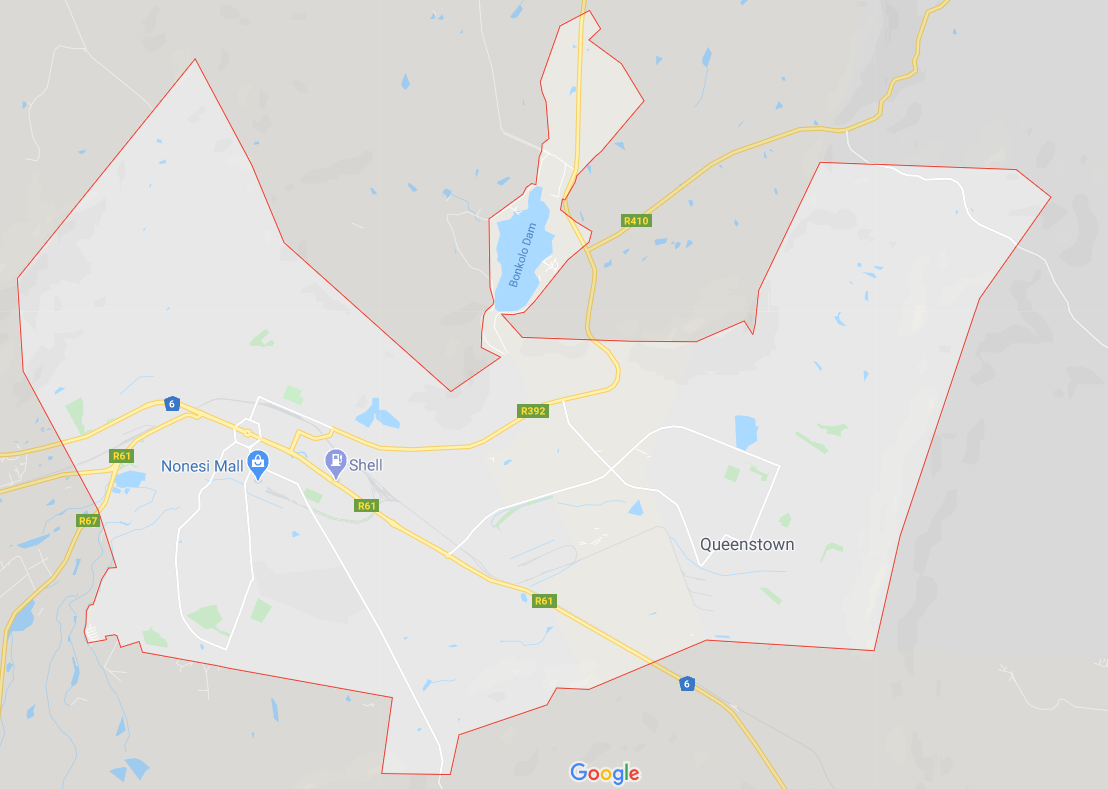 R410
Bonkolo Dam
6
R392
R61
Nonesi Mall
Shell
R61
R67
Queenstown
R61
6
Google